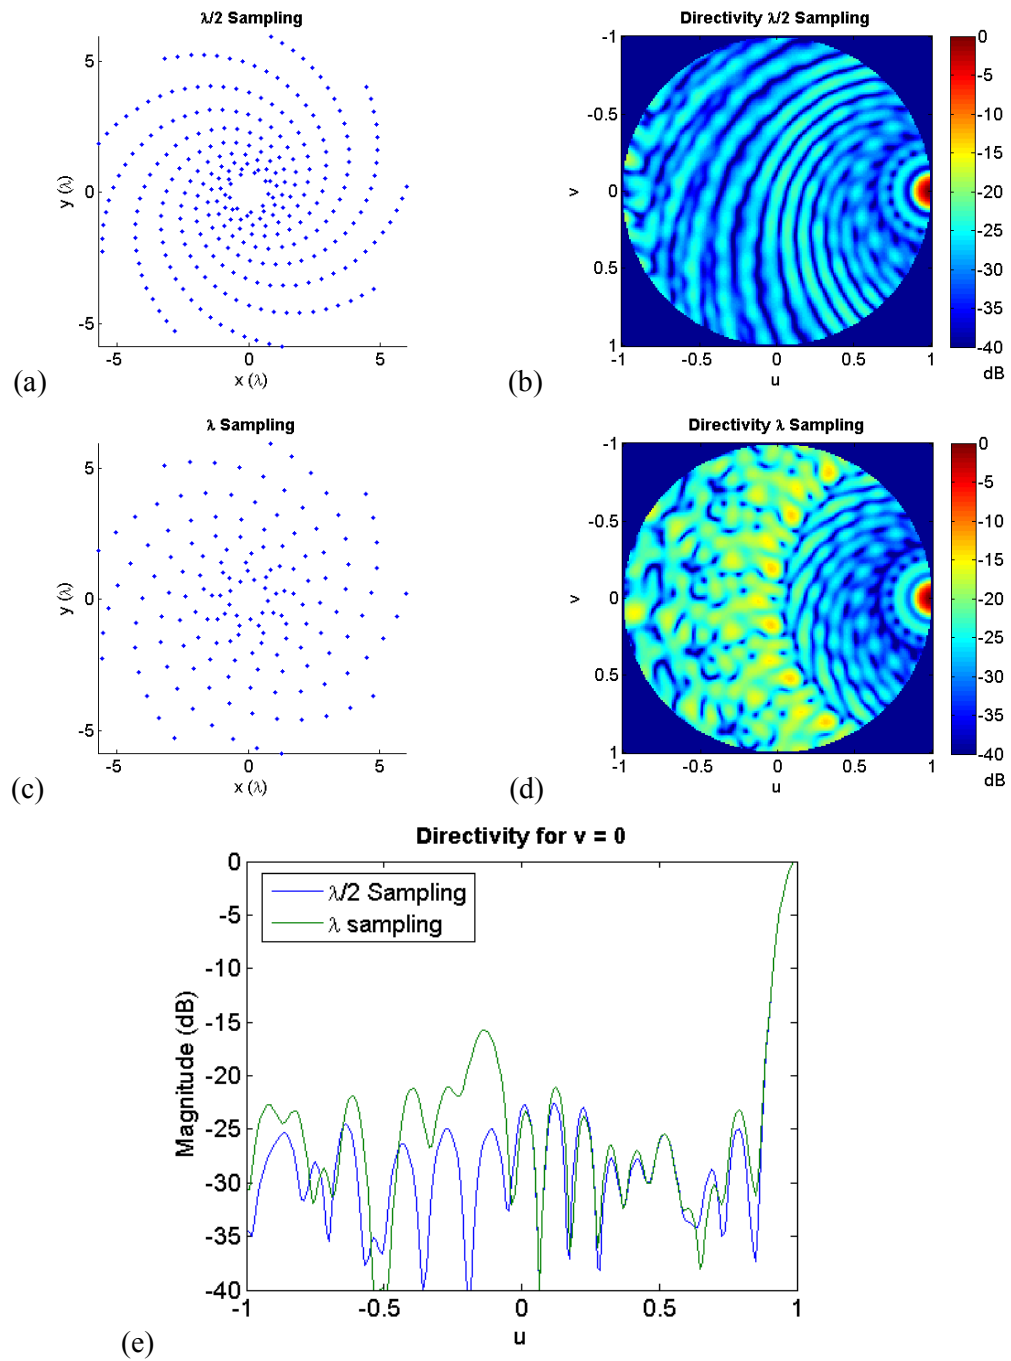 λ/2 Sampling
5
0
-5
y (λ)
-5
0
5
x (λ)
(a)
Directivity λ/2 Sampling
-1
-0.5
0
0.5
1
v
-1
-0.5
0
0.5
1
u
0
-5
-10
-15
-20
-25
-30
-35
-40
dB
(b)
λ Sampling
5
0
-5
y (λ)
-5
0
5
x (λ)
(c)
Directivity λ Sampling
-1
-0.5
0
0.5
1
v
-1
-0.5
0
0.5
1
u
0
-5
-10
-15
-20
-25
-30
-35
-40
dB
(d)
Directivity for v = 0
0
-5
-10
-15
-20
-25
-30
-35
-40
Magnitude (dB)
λ/2 Sampling
λ sampling
-1
-0.5
0
0.5
1
u
(e)